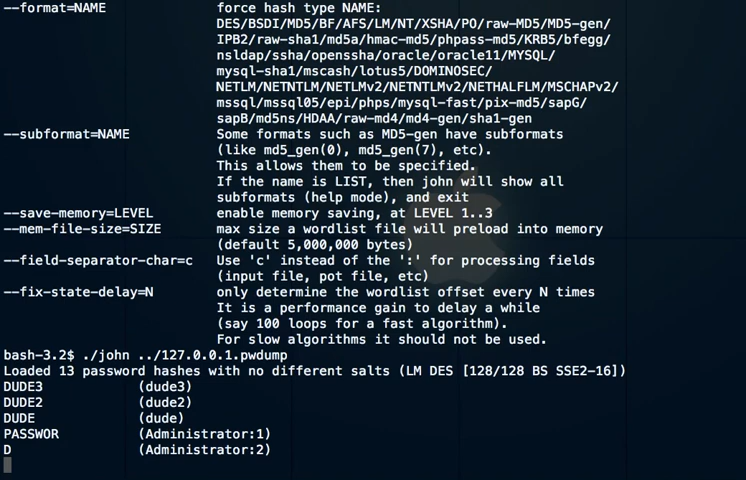 --format=NAME force hash type NAME:
DES/BSDI/MD5/BF/AFS/LM/NT/XSHA/PO/raw-MD5/MD5-gen/
IPB2/raw-sha1/md5a/hmac-md5/phpass-md5/KRB5/bfegg/
nsldap/ssha/openssha/oracle/oracle11/MYSQL/
mysql-sha1/mscash/lotus5/DOMINOSEC/
NETLM/NETNTLM/NETLMv2/NETNTLMv2/NETHALFLM/MSCHAPv2/
mssql/mssql05/epi/phps/mysql-fast/pix-md5/sapG/
sapB/md5ns/HDAA/raw-md4/md4-gen/sha1-gen
--subformat=NAME Some formats such as MD5-gen have subformats
(like md5_gen(0), md5_gen(7), etc).
This allows them to be specified.
If the name is LIST, then john will show all
subformats (help mode), and exit
--save-memory=LEVEL enable memory saving, at LEVEL 1..3
--mem-file-size=SIZE max size a wordlist file will preload into memory
(default 5,000,000 bytes)
--field-separator-char=c Use 'c' instead of the ':' for processing fields
(input file, pot file, etc)
--fix-state-delay=N only determine the wordlist offset every N times
It is a performance gain to delay a while
(say 100 loops for a fast algorithm).
For slow algorithms it should not be used.
bash-3.2$ ./john ../127.0.0.1.pwdump
Loaded 13 password hashes with no different salts (LM DES [128/128 BS SSE2-16])
DUDE3 (dude3)
DUDE2 (dude2)
DUDE (dude)
PASSWOR (Administrator:1)
D (Administrator:2)